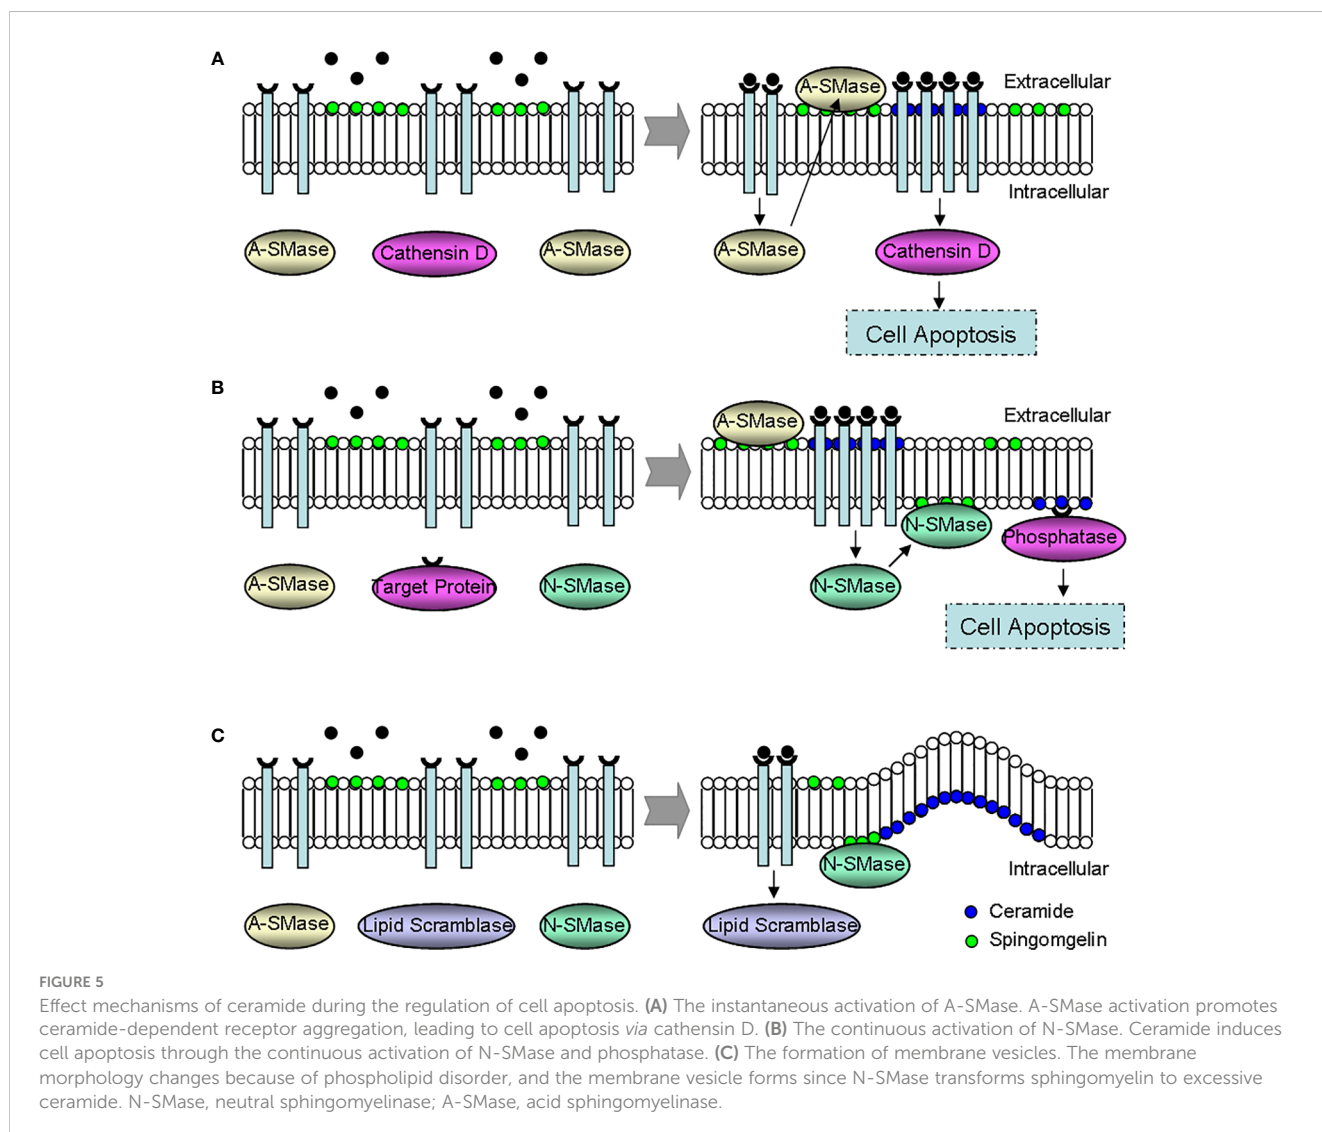 A
Extracellular
A-SMase
Intracellular
A-SMase
Cathensin D
A-SMase
A-SMase
Cathensin D
Cell Apoptosis
B
Extracellular
A-SMase
N-SMase
Phosphatase
A-SMase
Target Protein
N-SMase
N-SMase
Cell Apoptosis
C
N-SMase
Intracellular
A-SMase
Lipid Scramblase
N-SMase
Lipid Scramblase
Ceramide
Spingomgelin
FIGURE 5
Effect mechanisms of ceramide during the regulation of cell apoptosis. (A) The instantaneous activation of A-SMase. A-SMase activation promotes
ceramide-dependent receptor aggregation, leading to cell apoptosis via cathensin D. (B) The continuous activation of N-SMase. Ceramide induces
cell apoptosis through the continuous activation of N-SMase and phosphatase. (C) The formation of membrane vesicles. The membrane
morphology changes because of phospholipid disorder, and the membrane vesicle forms since N-SMase transforms sphingomyelin to excessive
ceramide. N-SMase, neutral sphingomyelinase; A-SMase, acid sphingomyelinase.